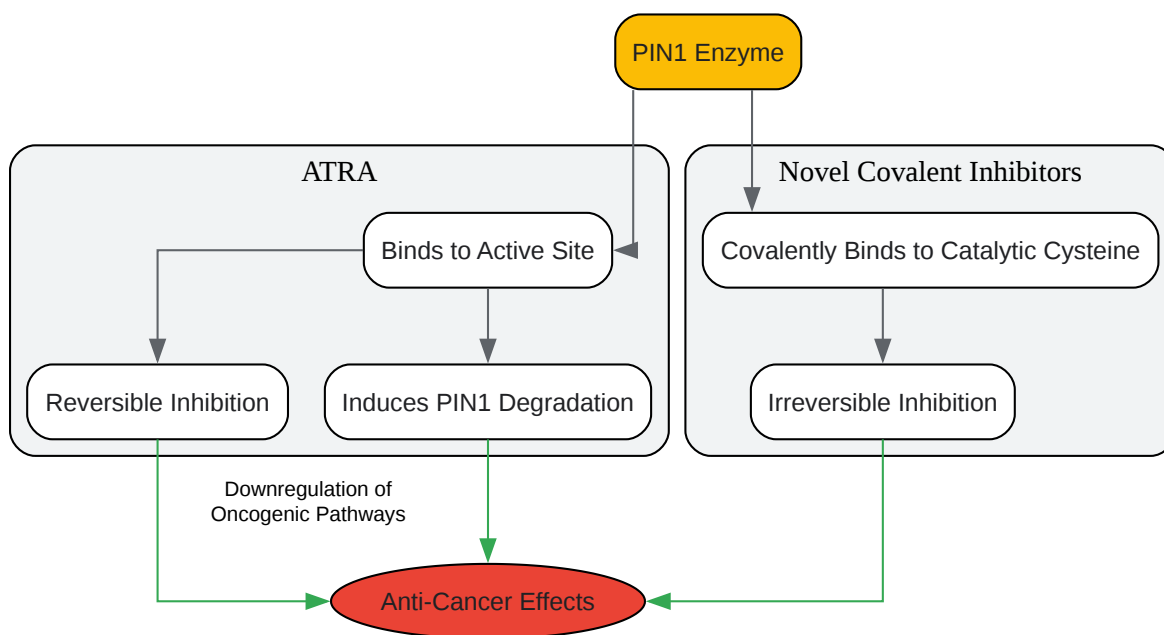 PIN1 Enzyme
ATRA
Novel Covalent Inhibitors
Binds to Active Site
Covalently Binds to Catalytic Cysteine
Reversible Inhibition
Induces PIN1 Degradation
Irreversible Inhibition
Downregulation of
Oncogenic Pathways
Anti-Cancer Effects